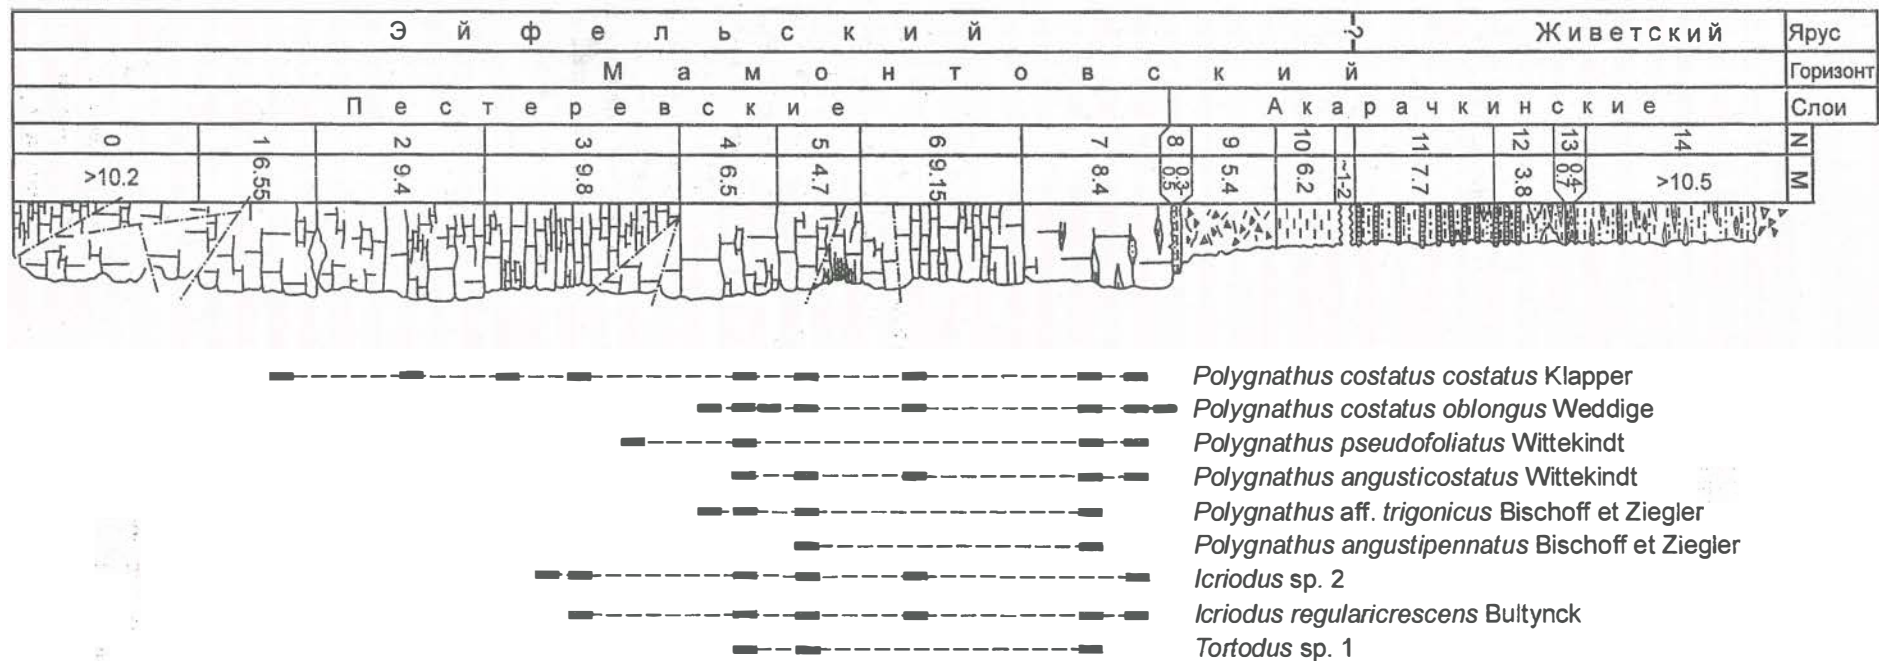 Эйфельский ? Живетский Ярус
Мамонтовский Горизонт
Пестеревские Акарачкинские Слои
0 1 2 3 4 5 6 7 8 9 10 11 12 13 14 N
>10.2 6.55 9.4 9.8 6.5 4.7 9.15 8.4 0.3-0.5 5.4 6.2 ~1-2 7.7 3.8 0.4-0.7 >10.5 M
Polygnathus costatus costatus Klapper
Polygnathus costatus oblongus Weddige
Polygnathus pseudofoliatus Wittekindt
Polygnathus angusticostatus Wittekindt
Polygnathus aff. trigonicus Bischoff et Ziegler
Polygnathus angustipennatus Bischoff et Ziegler
Icriodus sp. 2
Icriodus regularicrescens Bultynck
Tortodus sp. 1